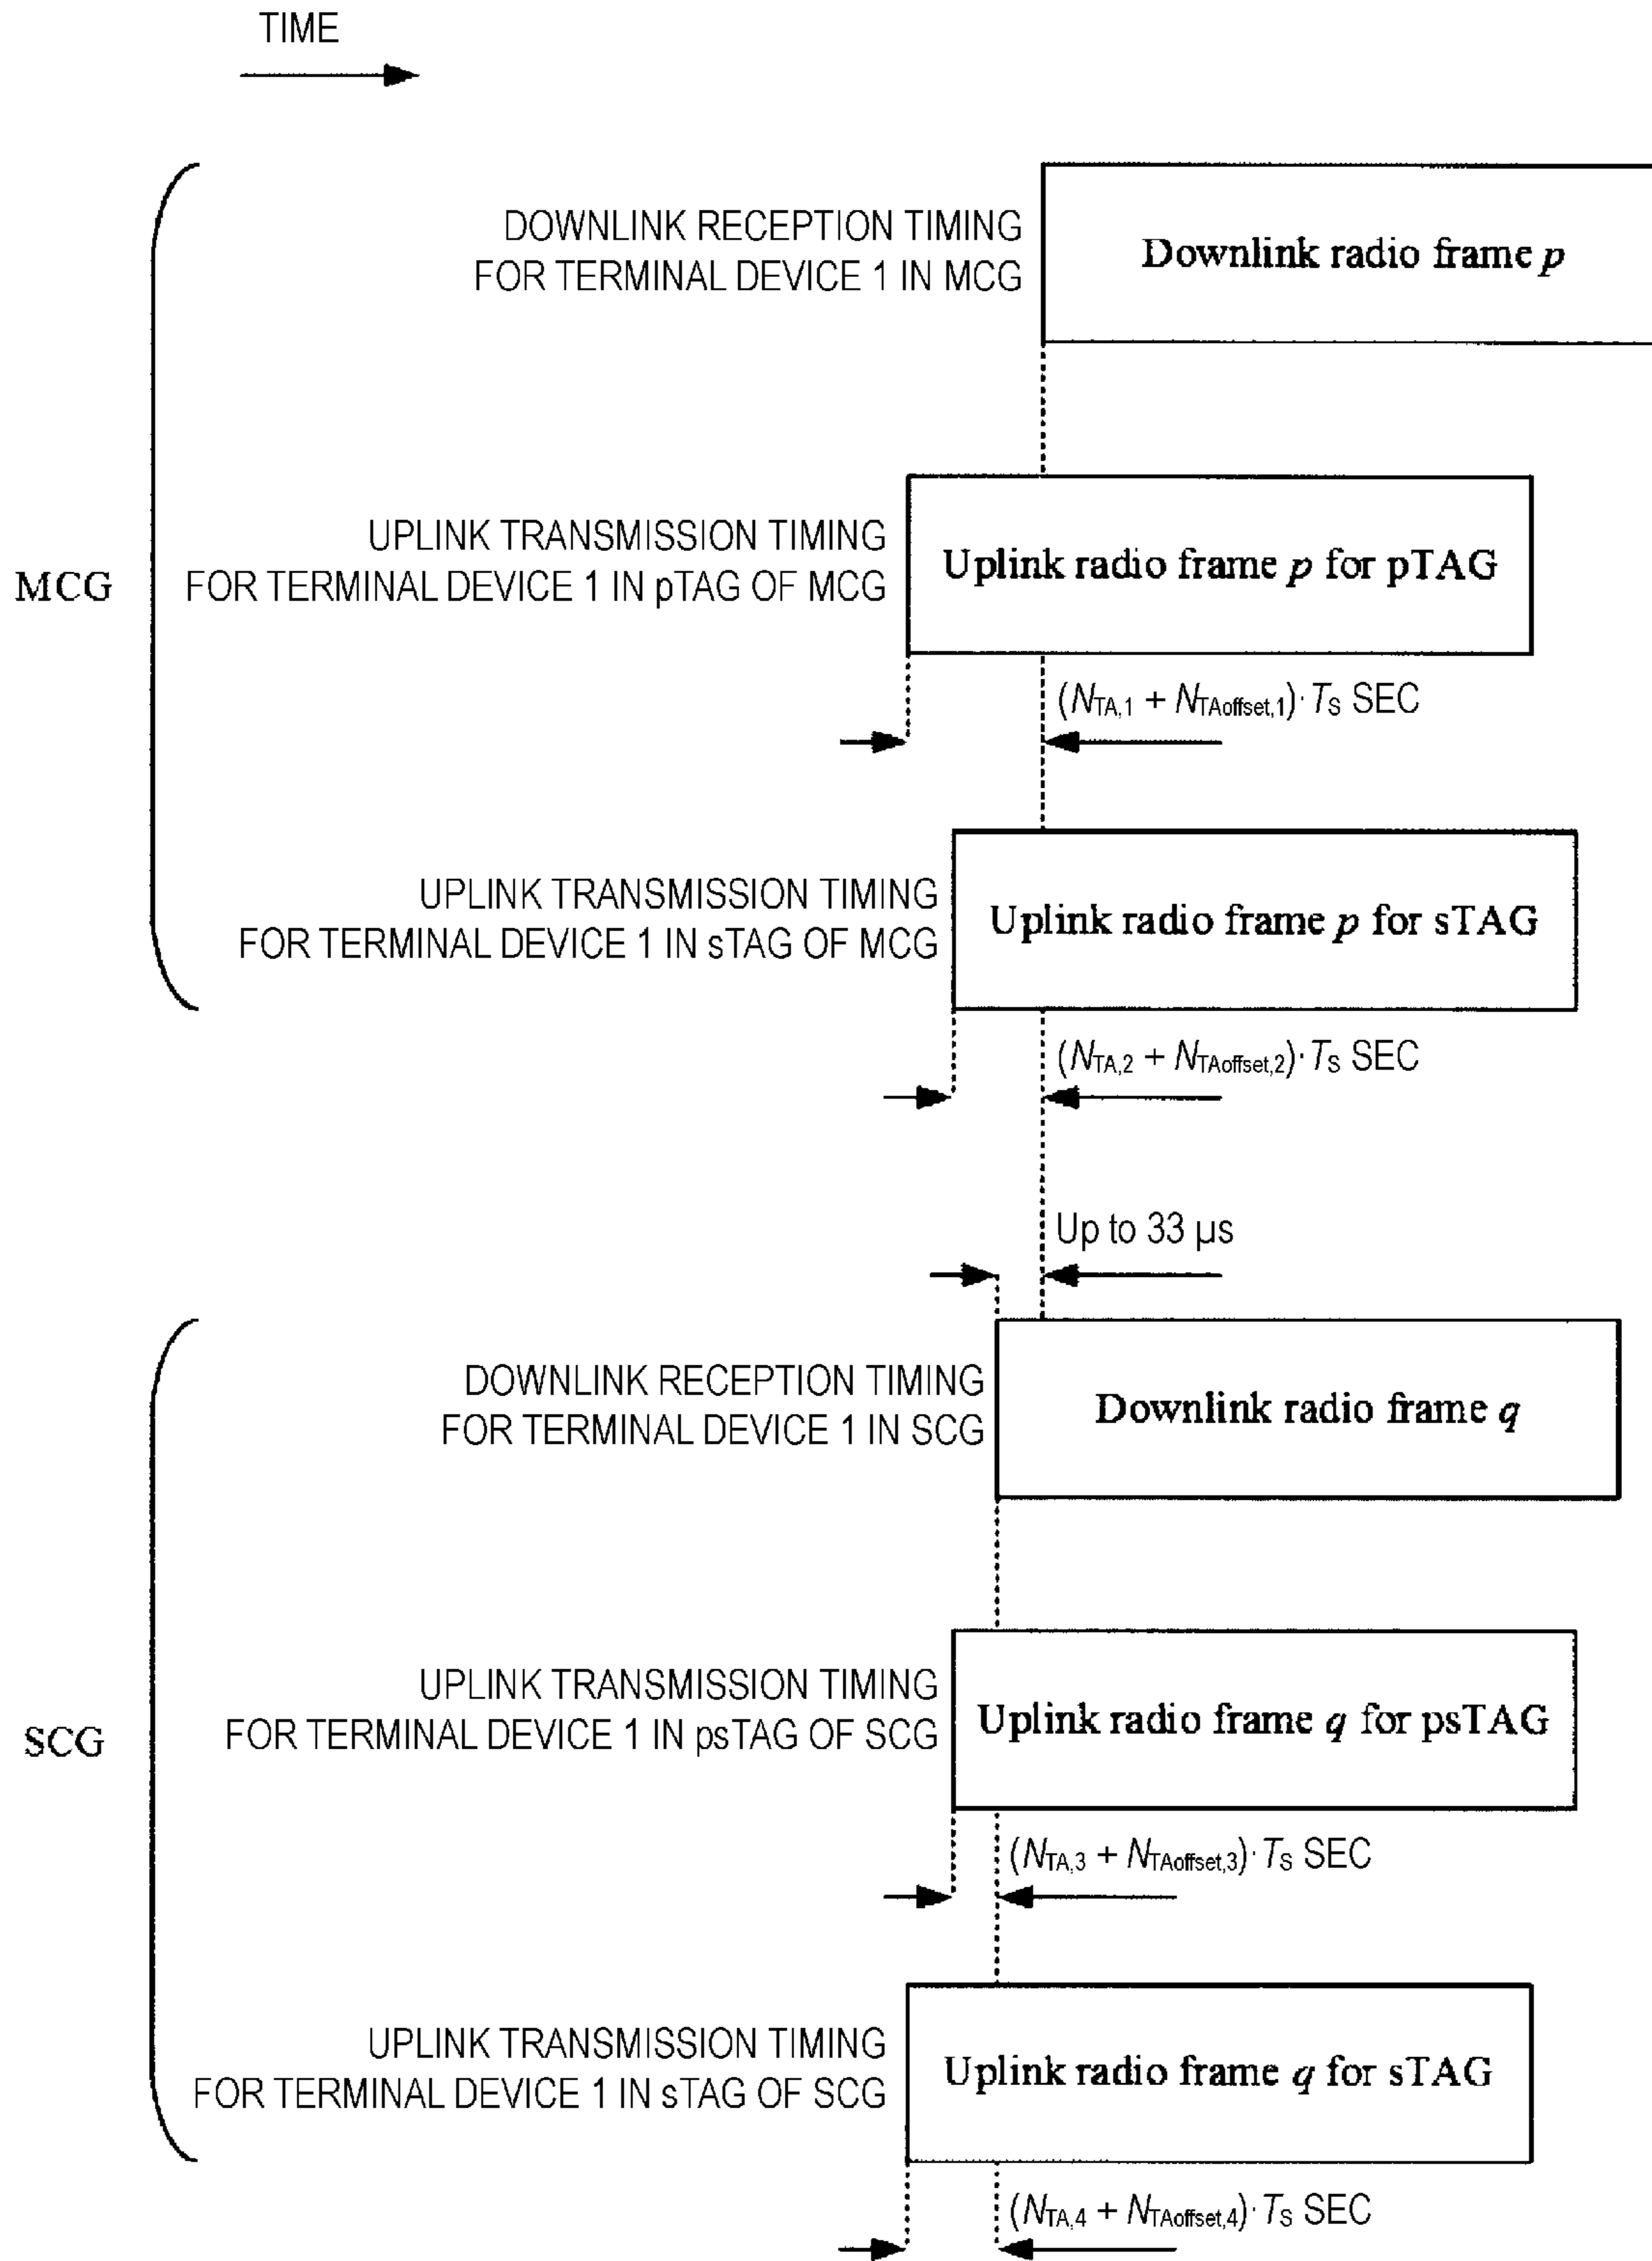 TIME
DOWNLINK RECEPTION TIMING
FOR TERMINAL DEVICE 1 IN MCG
Downlink radio frame p
MCG
UPLINK TRANSMISSION TIMING
FOR TERMINAL DEVICE 1 IN pTAG OF MCG
Uplink radio frame p for pTAG
(NTA,1 + NTAoffset,1)· TS SEC
UPLINK TRANSMISSION TIMING
FOR TERMINAL DEVICE 1 IN sTAG OF MCG
Uplink radio frame p for sTAG
(NTA,2 + NTAoffset,2)· TS SEC
Up to 33 µs
DOWNLINK RECEPTION TIMING
FOR TERMINAL DEVICE 1 IN SCG
Downlink radio frame q
SCG
UPLINK TRANSMISSION TIMING
FOR TERMINAL DEVICE 1 IN psTAG OF SCG
Uplink radio frame q for psTAG
(NTA,3 + NTAoffset,3)· TS SEC
UPLINK TRANSMISSION TIMING
FOR TERMINAL DEVICE 1 IN sTAG OF SCG
Uplink radio frame q for sTAG
(NTA,4 + NTAoffset,4)· TS SEC